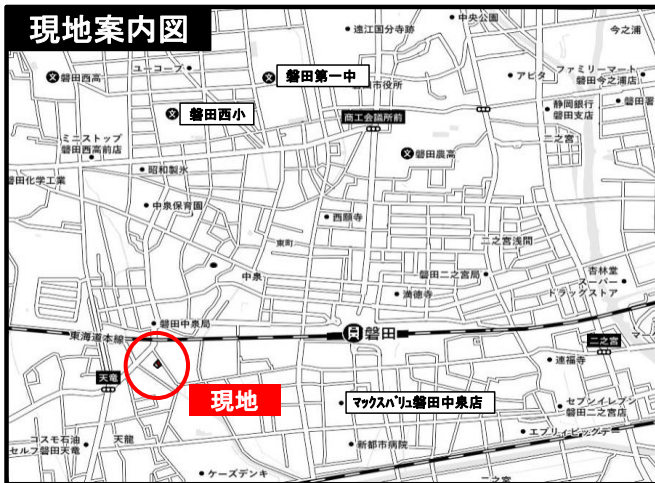 現地案内図
中央公園
遠江国分寺跡
今之浦
ユーコープ
磐田第一中
ファミリーマート
磐田今之浦店
アピタ
磐田西高
市役所
静岡銀行
磐田支店
磐田署
磐田西小
商工会議所前
二之宮
ミニストップ
磐田西高前店
磐田農高
昭和製氷
磐田化学工業
中泉保育園
西願寺
東町
二之宮浅間
中泉
磐田二之宮局
杏林堂
スーパー
ドラッグストア
満徳寺
磐田中泉局
東海道本線
磐田
二之宮
連福寺
天竜
現地
マックスバリュ磐田中泉店
セブンイレブン
磐田二之宮店
エブリィビッグデー
コスモ石油
セルフ磐田天竜
天龍
新都市病院
ケーズデンキ
二之宮